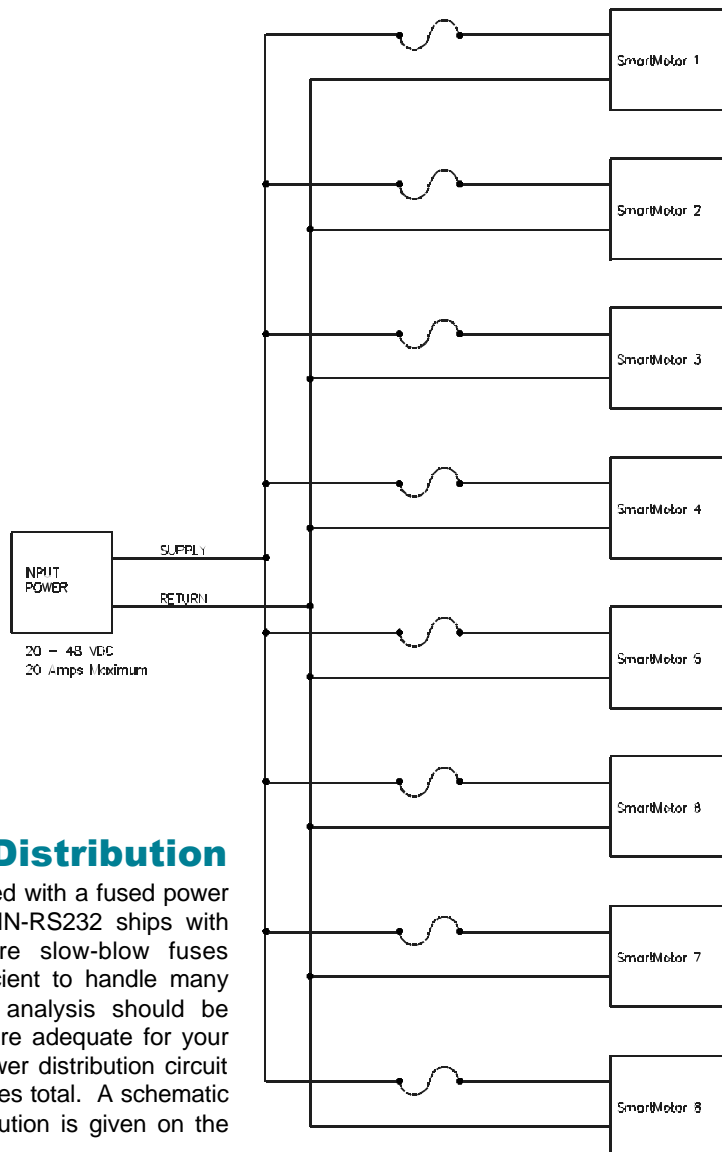 SmartMotor 1
SmartMotor 2
SmartMotor 3
SmartMotor 4
SUPPLY
INPUT
POWER
RETURN
20 - 48 VDC
20 Amps Maximum
SmartMotor 5
SmartMotor 6
Distribution
ed with a fused power
IN-RS232 ships with
re slow-blow fuses
cient to handle many
analysis should be
re adequate for your
wer distribution circuit
es total. A schematic
ution is given on the
SmartMotor 7
SmartMotor 8